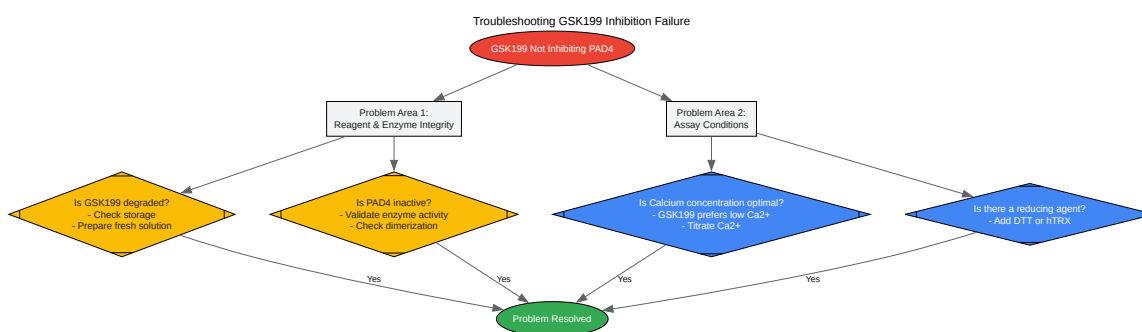 Troubleshooting GSK199 Inhibition Failure
GSK199 Not Inhibiting PAD4
Problem Area 1:
Reagent & Enzyme Integrity
Problem Area 2:
Assay Conditions
Is GSK199 degraded?
- Check storage
- Prepare fresh solution
Is PAD4 inactive?
- Validate enzyme activity
- Check dimerization
Is Calcium concentration optimal?
- GSK199 prefers low Ca2+
- Titrate Ca2+
Is there a reducing agent?
- Add DTT or hTRX
Yes
Yes
Yes
Yes
Problem Resolved